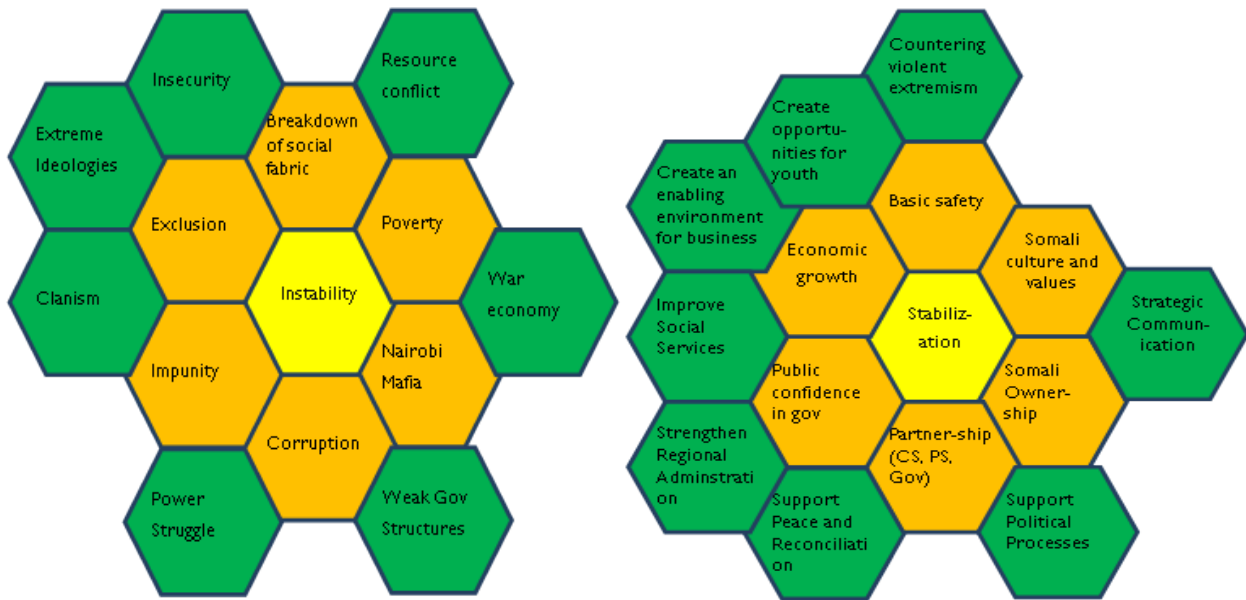 Resource
conflict
Insecurity
Breakdown
of social
fabric
Extreme
Ideologies
Exclusion
Poverty
Clanism
Instability
War
economy
Impunity
Nairobi
Mafia
Corruption
Power
Struggle
Weak Gov
Structures
Countering
violent
extremism
Create
opportu-
nities for
youth
Create an
enabling
environment
for business
Basic safety
Economic
growth
Somali
culture and
values
Improve
Social
Services
Stabiliz-
ation
Strategic
Commun-
ication
Public
confidence
in gov
Somali
Owner-
ship
Strengthen
Regional
Adminstrati
on
Partner-ship
(CS, PS,
Gov)
Support
Peace and
Reconciliati
on
Support
Political
Processes